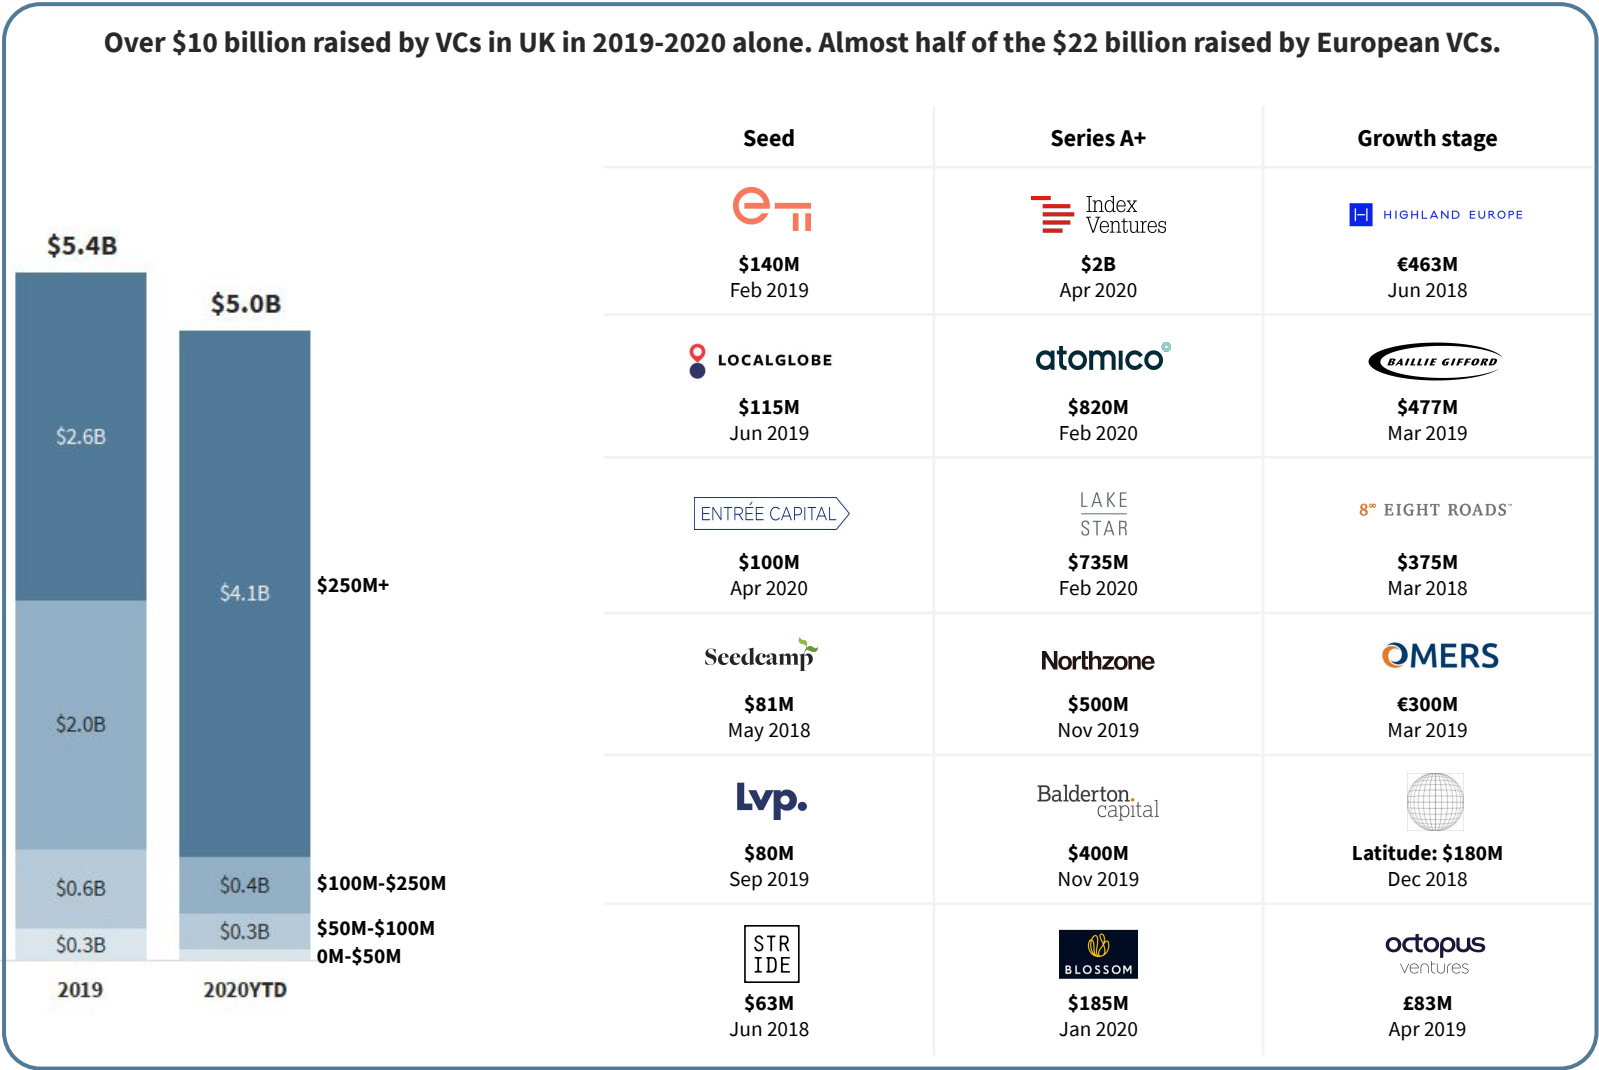 Over $10 billion raised by VCs in UK in 2019-2020 alone. Almost half of the $22 billion raised by European VCs.
$5.4B
$2.6B
$2.0B
$0.6B
$0.3B
2019
$5.0B
$4.1B
$0.4B
$0.3B
2020YTD
$250M+
$100M-$250M
$50M-$100M
0M-$50M
Seed
Series A+
Growth stage
$140M
Feb 2019
Index
Ventures
$2B
Apr 2020
HIGHLAND EUROPE
€463M
Jun 2018
LOCALGLOBE
$115M
Jun 2019
atomico
$820M
Feb 2020
BAILLIE GIFFORD
$477M
Mar 2019
ENTRÉE CAPITAL
$100M
Apr 2020
LAKE
STAR
$735M
Feb 2020
8 EIGHT ROADS
$375M
Mar 2018
Seedcamp
$81M
May 2018
Northzone
$500M
Nov 2019
OMERS
€300M
Mar 2019
Lvp.
$80M
Sep 2019
Balderton.
capital
$400M
Nov 2019
Latitude: $180M
Dec 2018
STR
IDE
$63M
Jun 2018
BLOSSOM
$185M
Jan 2020
octopus
ventures
£83M
Apr 2019